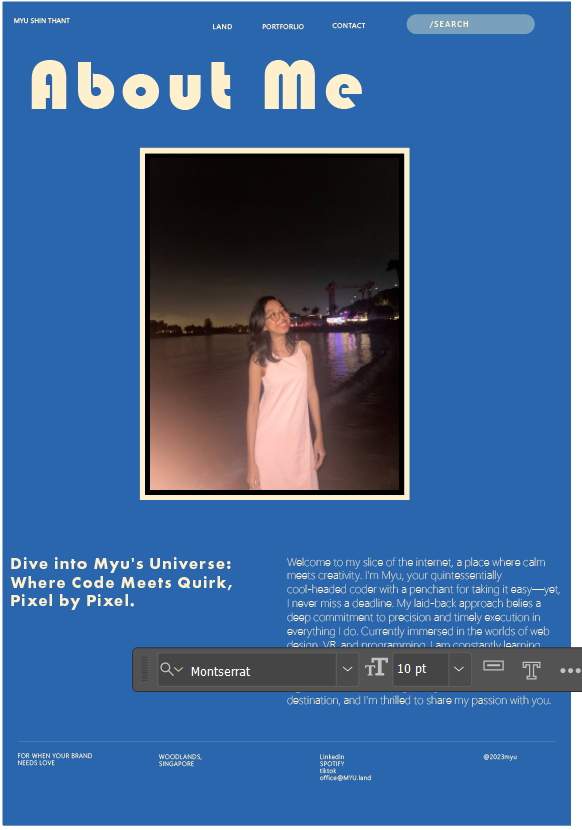 MYU SHIN THANT
LAND
PORTFORLIO
CONTACT
/SEARCH
About Me
Dive into Myu's Universe:
Where Code Meets Quirk,
Pixel by Pixel.
Welcome to my slice of the internet, a place where calm
meets creativity. I'm Myu, your quintessentially
cool-headed coder with a penchant for taking it easy—yet,
I never miss a deadline. My laid-back approach belies a
deep commitment to precision and timely execution in
everything I do. Currently immersed in the worlds of web
design, VR, and programming, I am constantly learning
Montserrat
10 pt
destination, and I'm thrilled to share my passion with you.
FOR WHEN YOUR BRAND
NEEDS LOVE
WOODLANDS,
SINGAPORE
Linkedin
SPOTIFY
tiktok
office@MYU.land
@2023myu